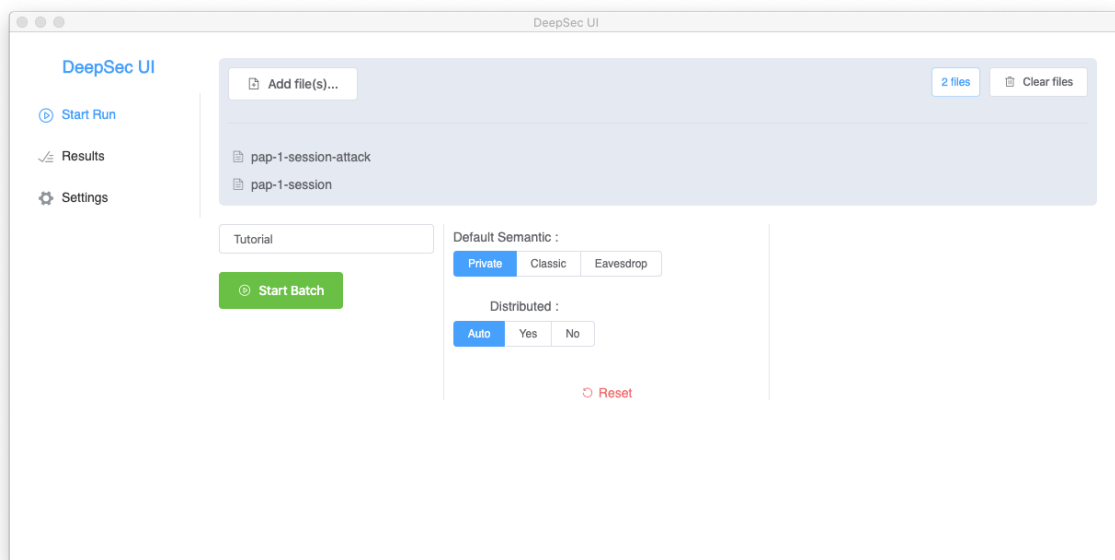 DeepSec UI
DeepSec UI
Start Run
Results
Settings
Add file(s)...
2 files
Clear files
pap-1-session-attack
pap-1-session
Tutorial
Start Batch
Default Semantic :
Private Classic Eavesdrop
Distributed :
Auto Yes No
Reset